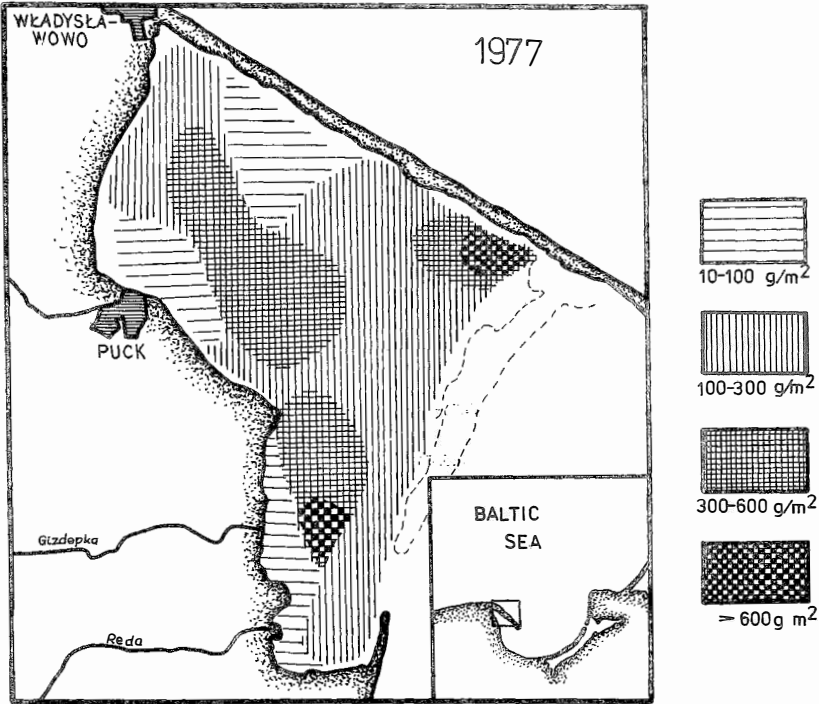 WŁADYSŁA-
WOWO
1977
PUCK
Gizdepka
Reda
BALTIC
SEA
10-100 g/m²
100-300 g/m²
300-600 g/m²
> 600g m²